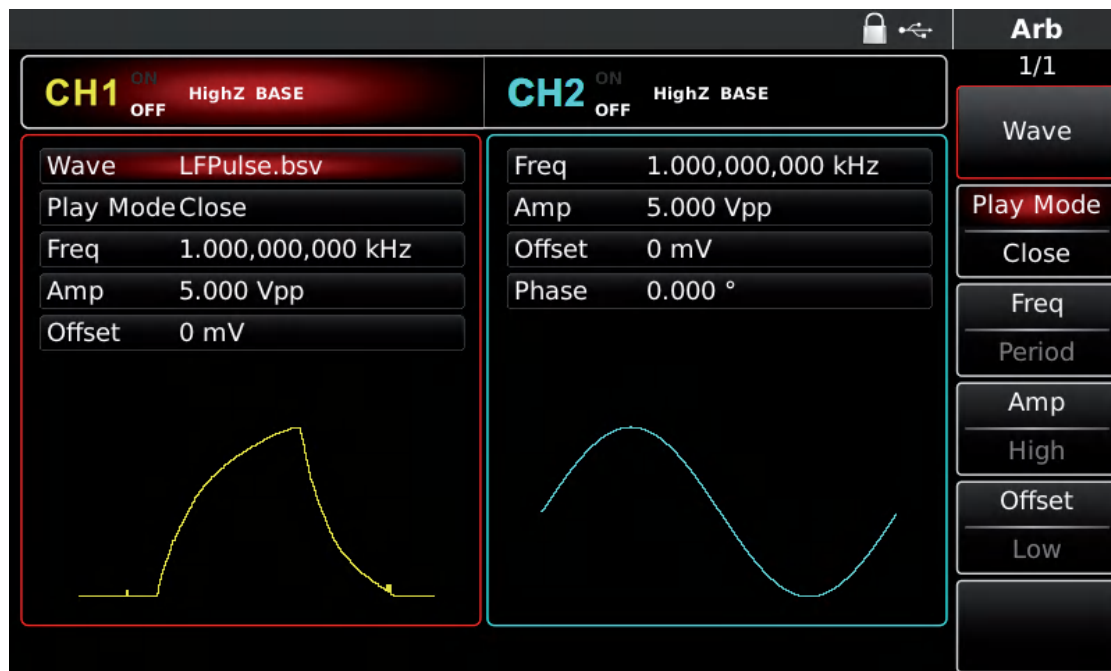 Arb
1/1
CH1 ON OFF HighZ BASE
CH2 ON OFF HighZ BASE
Wave LFPulse.bsv
Play Mode Close
Freq 1.000,000,000 kHz
Amp 5.000 Vpp
Offset 0 mV
Freq 1.000,000,000 kHz
Amp 5.000 Vpp
Offset 0 mV
Phase 0.000 °
Wave
Play Mode
Close
Freq
Period
Amp
High
Offset
Low